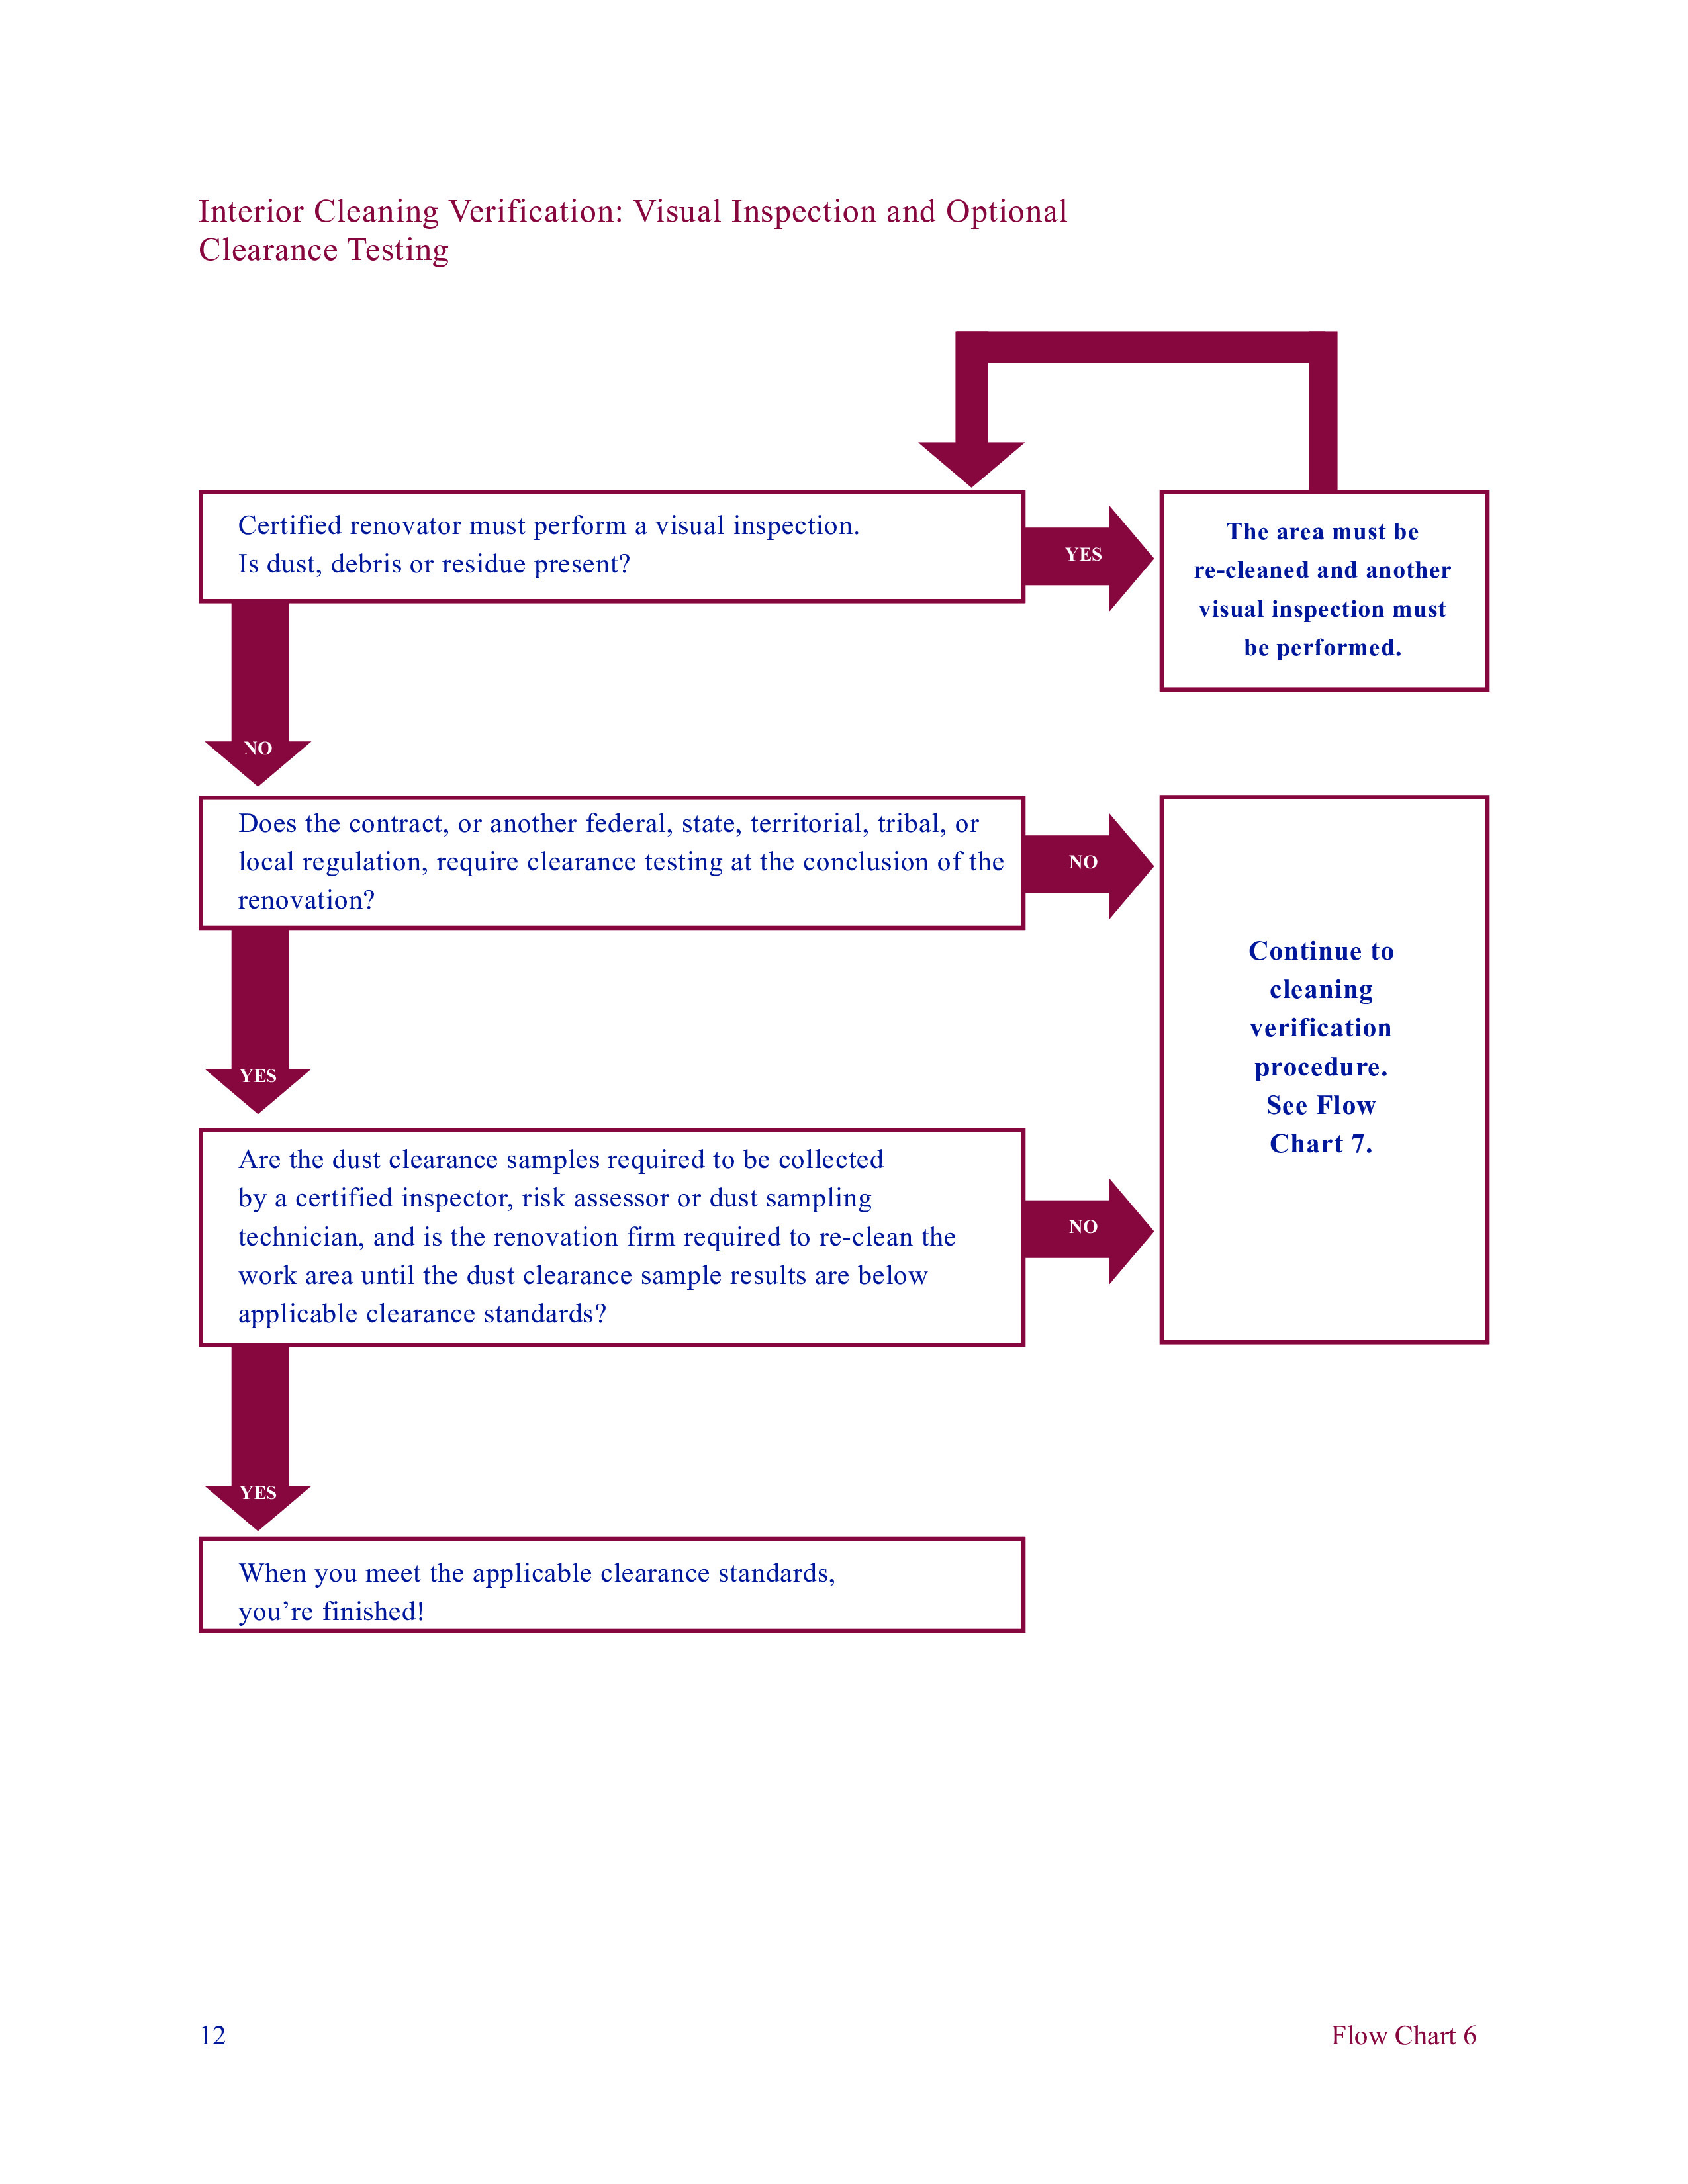 Interior Cleaning Verification: Visual Inspection and Optional
Clearance Testing
Certified renovator must perform a visual inspection.
Is dust, debris or residue present?
YES
The area must be
re-cleaned and another
visual inspection must
be performed.
NO
Does the contract, or another federal, state, territorial, tribal, or
local regulation, require clearance testing at the conclusion of the
renovation?
NO
Continue to
cleaning
verification
procedure.
See Flow
Chart 7.
YES
Are the dust clearance samples required to be collected
by a certified inspector, risk assessor or dust sampling
technician, and is the renovation firm required to re-clean the
work area until the dust clearance sample results are below
applicable clearance standards?
NO
YES
When you meet the applicable clearance standards,
you’re finished!
12
Flow Chart 6